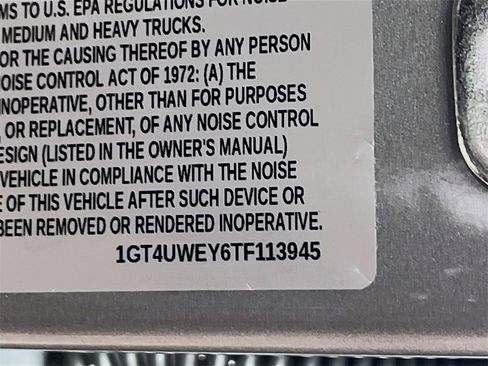 MS TO U.S. EPA REGULATIONS FOR NOISE
MEDIUM AND HEAVY TRUCKS.
OR THE CAUSING THEREOF BY ANY PERSON
NOISE CONTROL ACT OF 1972: (A) THE
INOPERATIVE, OTHER THAN FOR PURPOSES
, OR REPLACEMENT, OF ANY NOISE CONTROL
ESIGN (LISTED IN THE OWNER'S MANUAL)
VEHICLE IN COMPLIANCE WITH THE NOISE
E OF THIS VEHICLE AFTER SUCH DEVICE OR
BEEN REMOVED OR RENDERED INOPERATIVE.
1GT4UWEY6TF113945